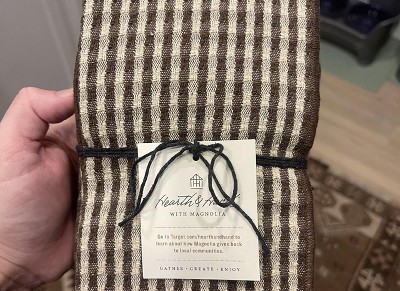 Hearth &
WITH MAGNOLIA
Go to Target.com/hearthandhand to
learn about how Magnolia gives back
to local communities.
GATHER · CREATE · ENJOY